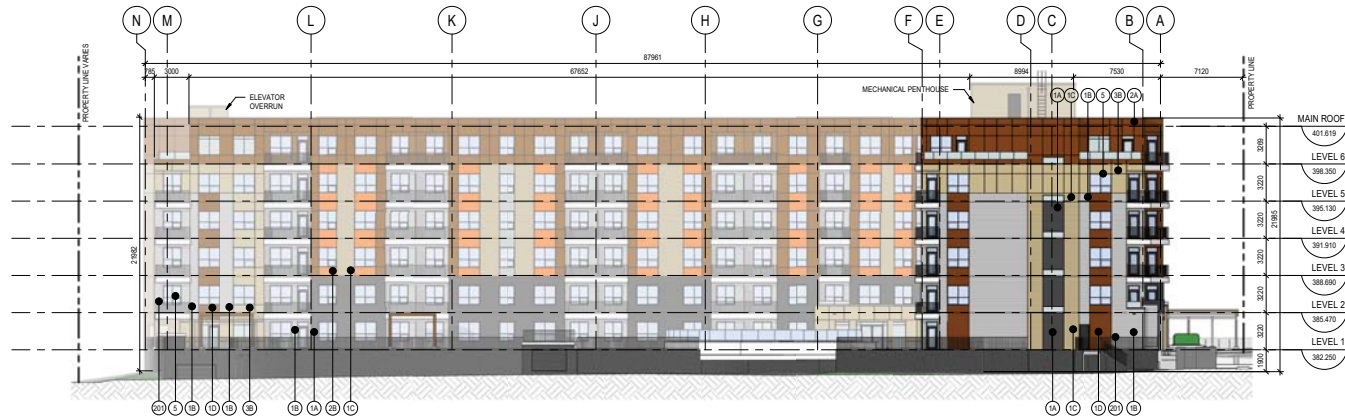 N M L K J H G F E D C B A
87961
785 3000 67652 8994 7530 7120
PROPERTY LINE VARIES
PROPERTY LINE
ELEVATOR
OVERRUN
MECHANICAL PENTHOUSE
1A 1C 1B 5 3B 2A
MAIN ROOF
401.619
3269
LEVEL 6
398.350
3220
LEVEL 5
395.130
3220
LEVEL 4
391.910
3220
LEVEL 3
388.690
3220
LEVEL 2
385.470
3220
LEVEL 1
382.250
1900
21982
21985
201 5 1B 1D 1B 3B 1B 1A 2B 1C 1A 1C 1D 201 1B